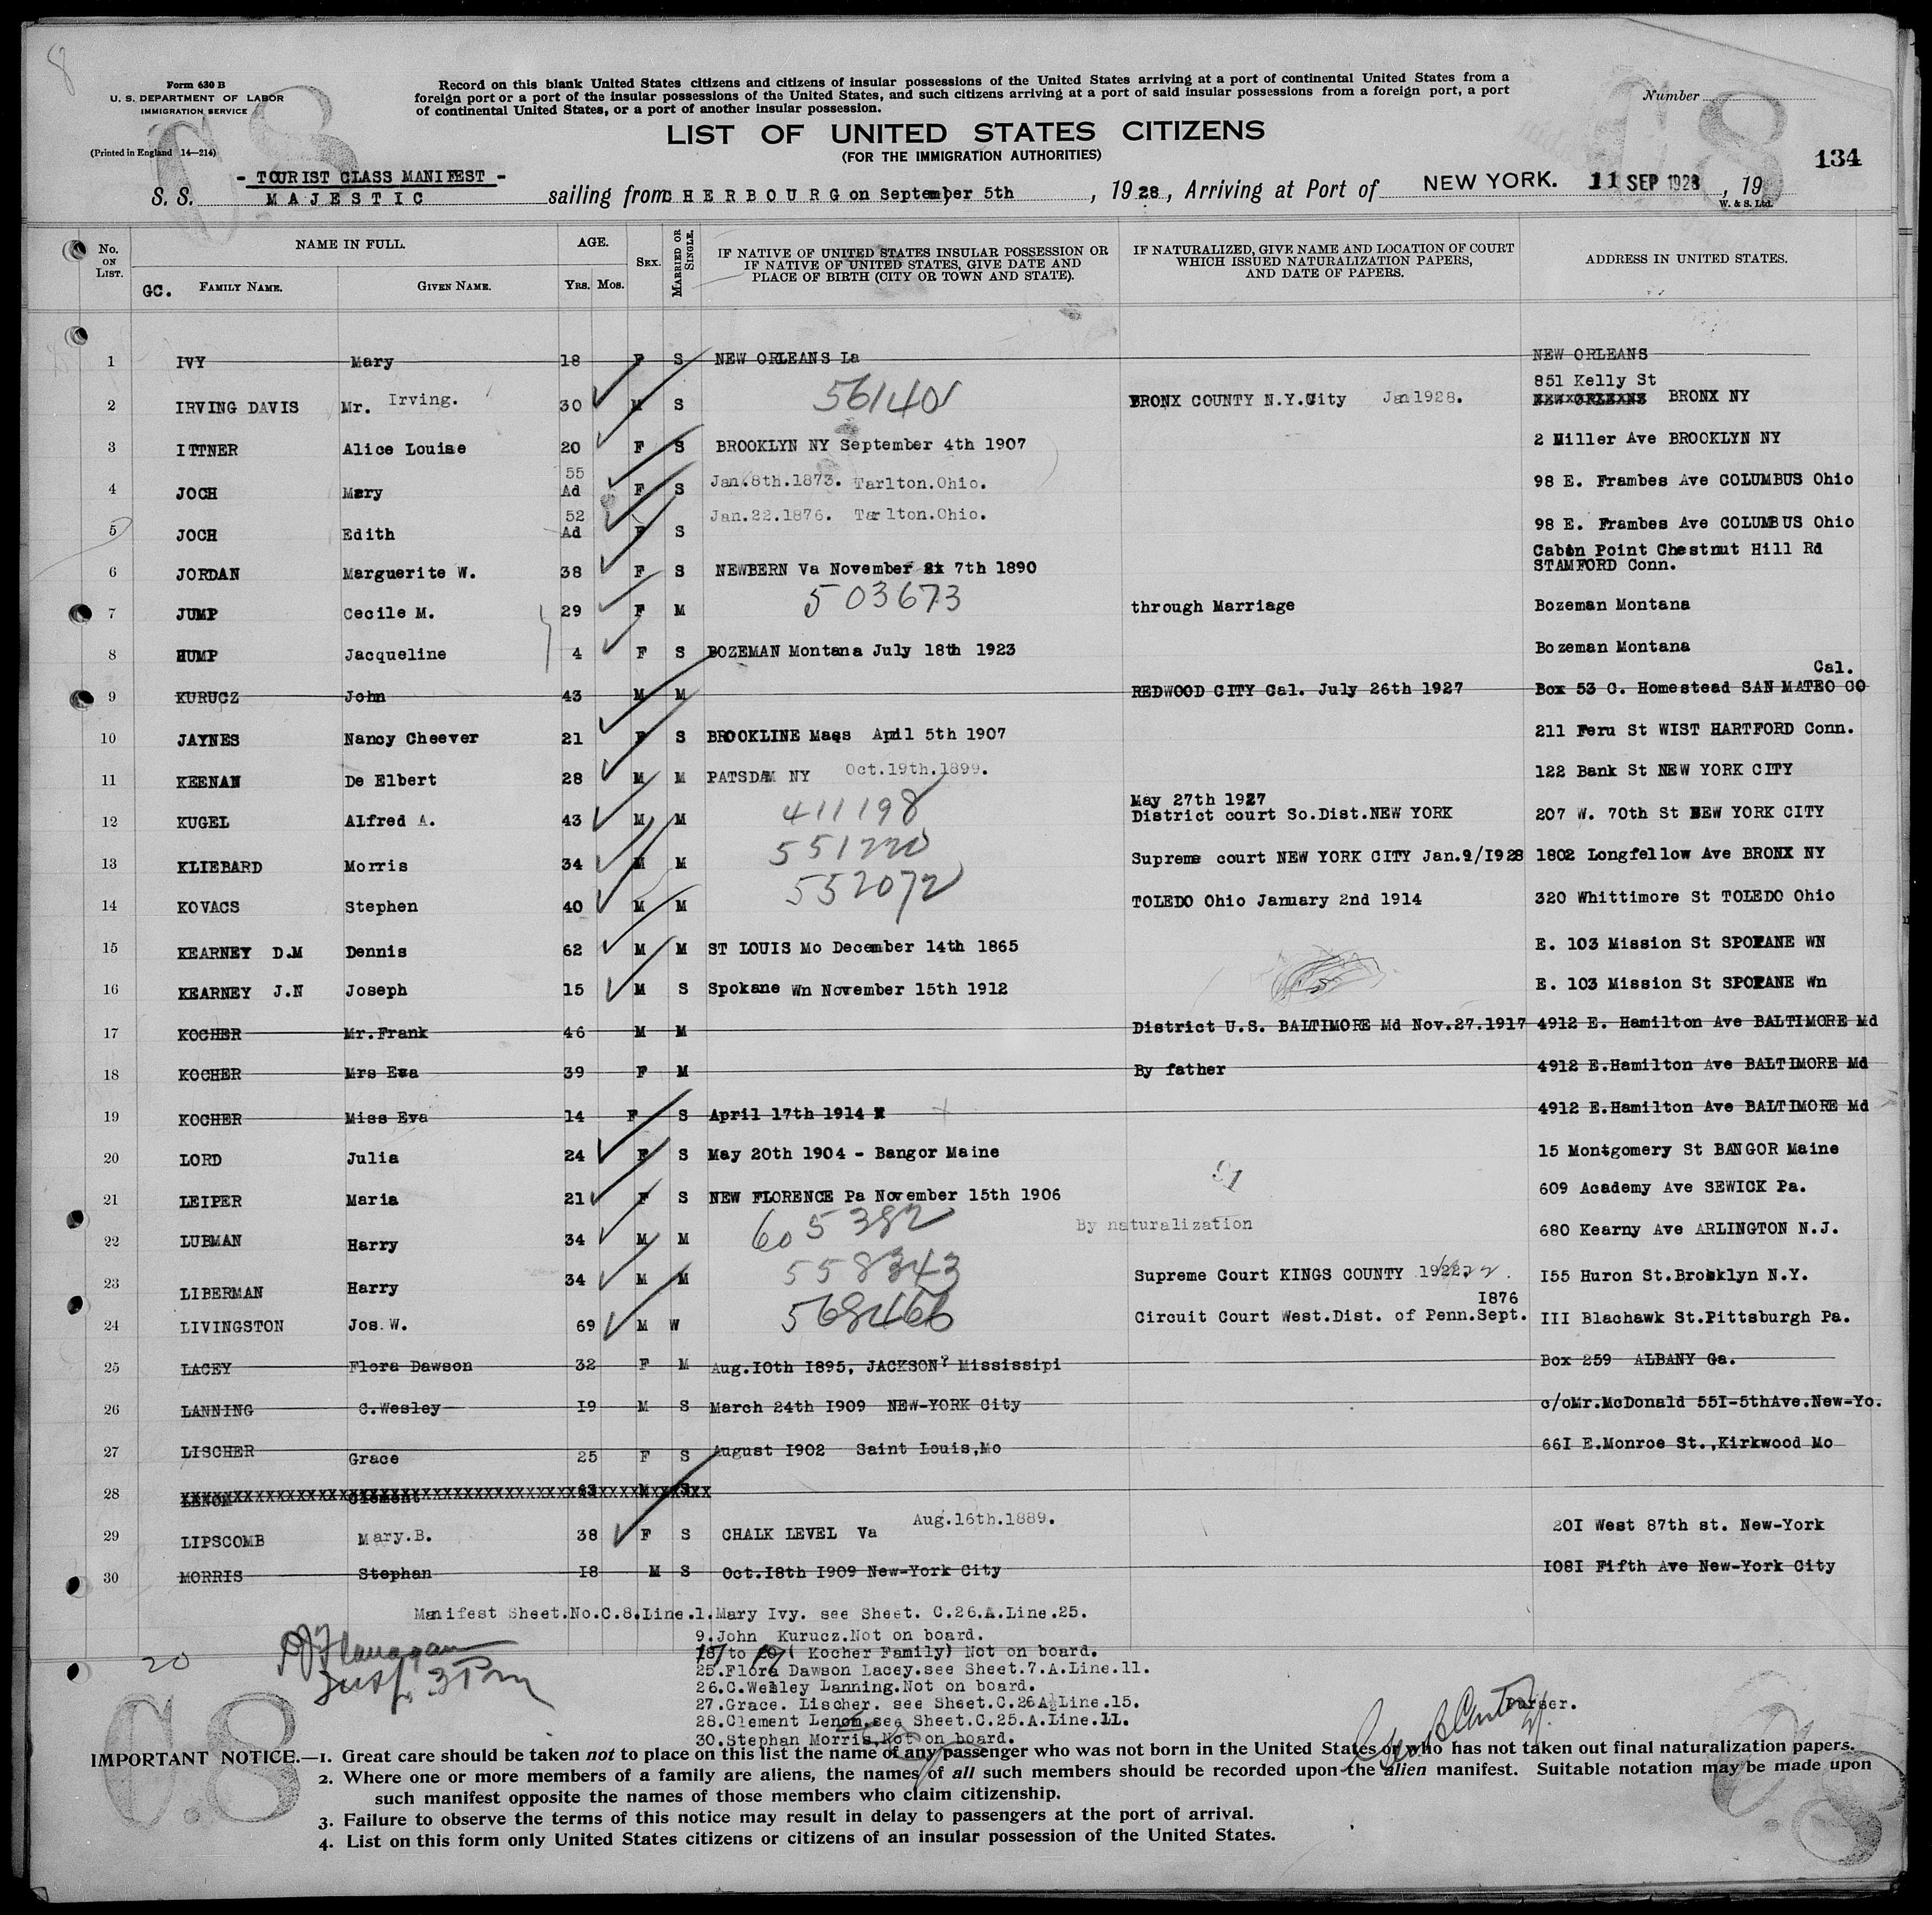 8
Form 630 B
U. S. DEPARTMENT OF LABOR
IMMIGRATION SERVICE
(Printed in England 14—214)
Record on this blank United States citizens and citizens of insular possessions of the United States arriving at a port of continental United States from a
foreign port or a port of the insular possessions of the United States, and such citizens arriving at a port of said insular possessions from a foreign port, a port
of continental United States, or a port of another insular possession.
Number
C8 C8
LIST OF UNITED STATES CITIZENS
(FOR THE IMMIGRATION AUTHORITIES)
134
- TOURIST CLASS MANIFEST -
S. S. MAJESTIC sailing from CHERBOURG on September 5th, 1928, Arriving at Port of NEW YORK. 11 SEP 1928, 19
W. & S. Ltd.
No. ON LIST. NAME IN FULL. AGE. SEX. MARRIED OR SINGLE. IF NATIVE OF UNITED STATES INSULAR POSSESSION OR IF NATIVE OF UNITED STATES, GIVE DATE AND PLACE OF BIRTH (CITY OR TOWN AND STATE). IF NATURALIZED, GIVE NAME AND LOCATION OF COURT WHICH ISSUED NATURALIZATION PAPERS, AND DATE OF PAPERS. ADDRESS IN UNITED STATES.
GC. FAMILY NAME. GIVEN NAME. YRS. MOS.
1 IVY Mary 18 F S NEW ORLEANS La NEW ORLEANS
2 IRVING DAVIS Mr. Irving. 30 M S 561401 BRONX COUNTY N.Y.City Jan 1928. 851 Kelly St NEW ORLEANS BRONX NY
3 ITTNER Alice Louise 20 F S BROOKLYN NY September 4th 1907 2 Miller Ave BROOKLYN NY
4 JOCH Mary 55 Ad F S Jan.8th.1873. Tarlton.Ohio. 98 E. Frambes Ave COLUMBUS Ohio
5 JOCH Edith 52 Ad F S Jan.22.1876. Tarlton.Ohio. 98 E. Frambes Ave COLUMBUS Ohio
6 JORDAN Marguerite W. 38 F S NEWBERN Va November 7th 1890 Cabin Point Chestnut Hill Rd STAMFORD Conn.
7 JUMP Cecile M. 29 F M 503673 through Marriage Bozeman Montana
8 HUMP Jacqueline 4 F S BOZEMAN Montana July 18th 1923 Bozeman Montana
9 KURUCZ John 43 M M REDWOOD CITY Cal. July 26th 1927 Box 53 C. Homestead SAN MATEO CO Cal.
10 JAYNES Nancy Cheever 21 F S BROOKLINE Mass April 5th 1907 211 Feru St WIST HARTFORD Conn.
11 KEENAN De Elbert 28 M M PATSDAM NY Oct.19th.1899. 122 Bank St NEW YORK CITY
12 KUGEL Alfred A. 43 M M 411198 May 27th 1927 District court So.Dist.NEW YORK 207 W. 70th St NEW YORK CITY
13 KLIEBARD Morris 34 M M 551220 Supreme court NEW YORK CITY Jan.9/1928 1802 Longfellow Ave BRONX NY
14 KOVACS Stephen 40 M M 552072 TOLEDO Ohio January 2nd 1914 320 Whittimore St TOLEDO Ohio
15 KEARNEY D.M Dennis 62 M M ST LOUIS Mo December 14th 1865 E. 103 Mission St SPOKANE WN
16 KEARNEY J.N Joseph 15 M S Spokane Wn November 15th 1912 E. 103 Mission St SPOKANE Wn
17 KOCHER Mr.Frank 46 M M District U.S. BALTIMORE Md Nov.27.1917 4912 E. Hamilton Ave BALTIMORE Md
18 KOCHER Mrs Eva 39 F M By father 4912 E.Hamilton Ave BALTIMORE Md
19 KOCHER Miss Eva 14 F S April 17th 1914 4912 E.Hamilton Ave BALTIMORE Md
20 LORD Julia 24 F S May 20th 1904 - Bangor Maine 15 Montgomery St BANGOR Maine
21 LEIPER Maria 21 F S NEW FLORENCE Pa November 15th 1906 609 Academy Ave SEWICK Pa.
22 LUBMAN Harry 34 M M 605382 By naturalization 680 Kearny Ave ARLINGTON N.J.
23 LIBERMAN Harry 34 M M 558343 Supreme Court KINGS COUNTY 1922. I55 Huron St.Brooklyn N.Y.
24 LIVINGSTON Jos.W. 69 M W 568466 Circuit Court West.Dist. of Penn.Sept. I876 III Blachawk St.Pittsburgh Pa.
25 LACEY Flora Dawson 32 F M Aug.I0th I895, JACKSON? Mississipi Box 259 ALBANY Ga.
26 LANNING C.Wesley I9 M S March 24th I909 NEW-YORK City c/oMr.McDonald 55I-5thAve.New-Yo.
27 LISCHER Grace 25 F S August I902 Saint Louis,Mo 66I E.Monroe St.,Kirkwood Mo
28 LENOM Clement 63 M S
29 LIPSCOMB Mary.B. 38 F S CHALK LEVEL Va Aug.16th.1889. 20I West 87th st. New-York
30 MORRIS Stephan I8 M S Oct.I8th I909 New-York City I08I Fifth Ave New-York City
Manifest Sheet.No.C.8.Line.1.Mary Ivy. see Sheet. C.26.A.Line.25.
9.John Kurucz.Not on board.
17 to 19 ( Kocher Family) Not on board.
25.Flora Dawson Lacey.see Sheet.7.A.Line.11.
26.C.Wesley Lanning.Not on board.
27.Grace. Lischer. see Sheet.C.26A Line.15.
28.Clement Lenom.see Sheet.C.25.A.Line.11.
30.Stephan Morris,Not on board.
20
Purser.
IMPORTANT NOTICE.—1. Great care should be taken not to place on this list the name of any passenger who was not born in the United States or who has not taken out final naturalization papers.
2. Where one or more members of a family are aliens, the names of all such members should be recorded upon the alien manifest. Suitable notation may be made upon
such manifest opposite the names of those members who claim citizenship.
3. Failure to observe the terms of this notice may result in delay to passengers at the port of arrival.
4. List on this form only United States citizens or citizens of an insular possession of the United States.
C.8 C.8